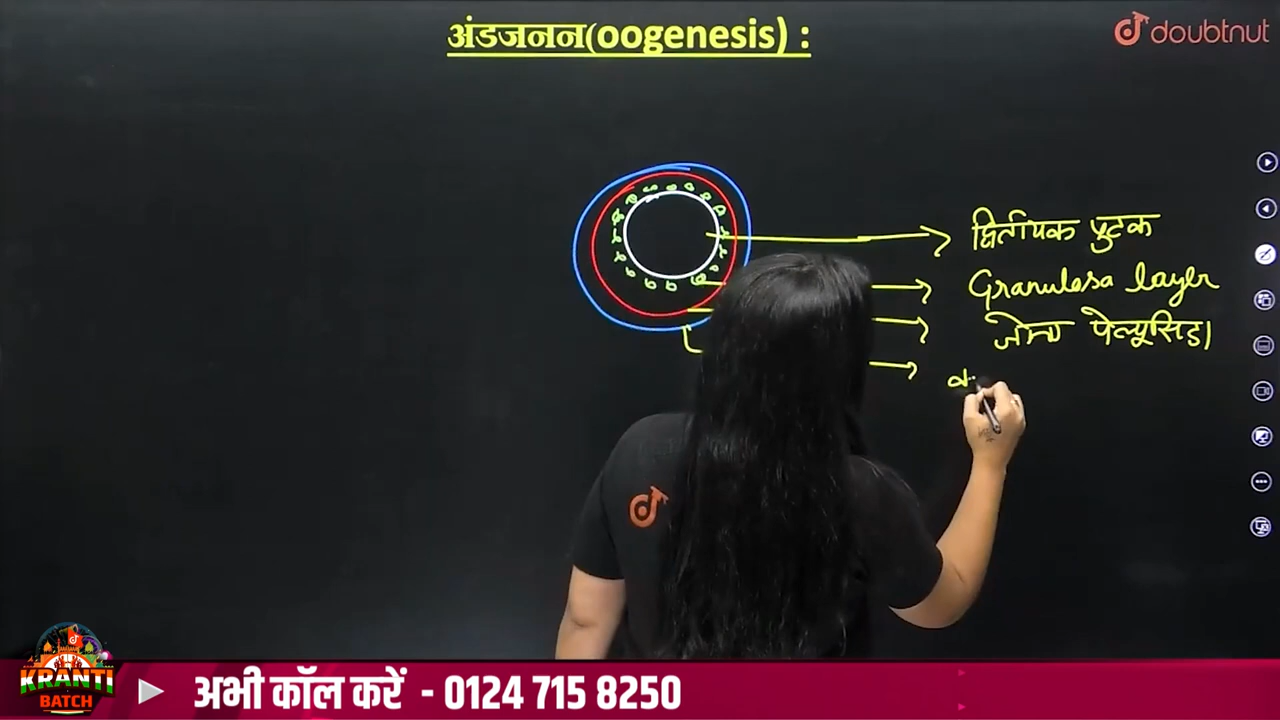 अंडजनन(oogenesis) :
doubtnut
द्वितीयक पुटक
Granulosa layer
जोना पेल्यूसिडा
KRANTI
BATCH
अभी कॉल करें - 0124 715 8250